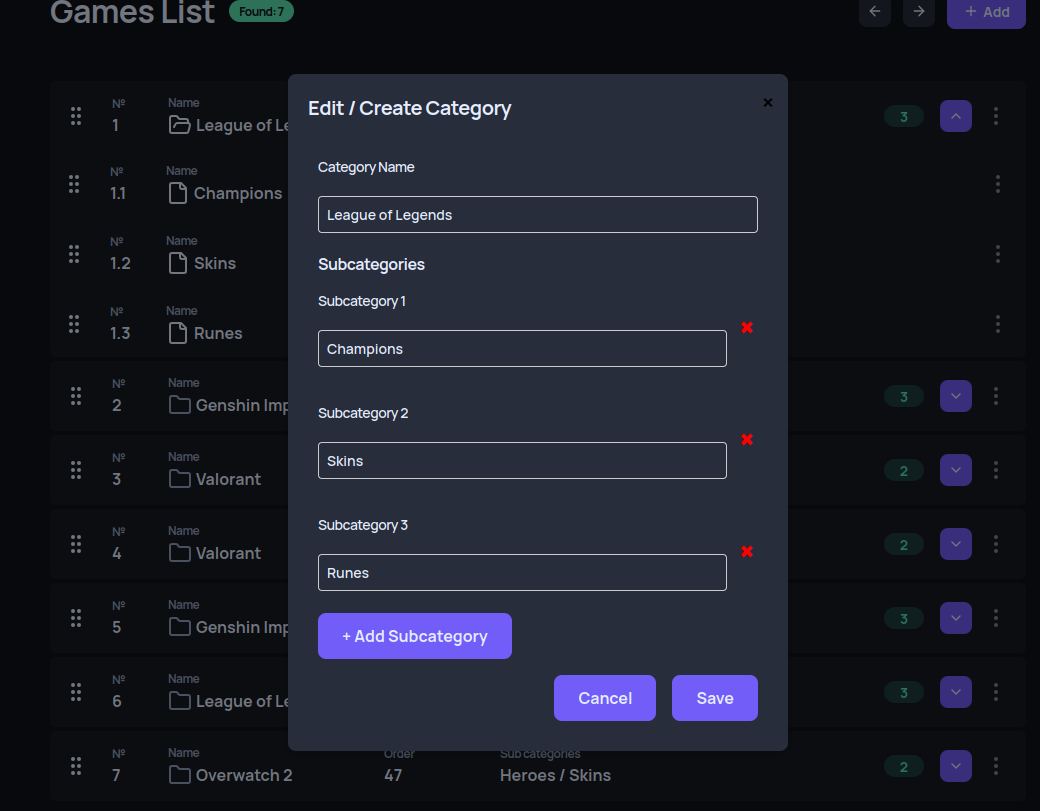 Games List Found: 7 + Add
Edit / Create Category ×
Nº Name
1 League of Le 3
Category Name
Nº Name
1.1 Champions
League of Legends
Nº Name
1.2 Skins
Subcategories
Subcategory 1
Nº Name
1.3 Runes
Champions
Nº Name
2 Genshin Imp 3
Subcategory 2
Nº Name
3 Valorant 2
Skins
Nº Name
4 Valorant 2
Subcategory 3
Runes
Nº Name
5 Genshin Imp 3
+ Add Subcategory
Nº Name
6 League of Le 3
Cancel Save
Nº Name Order Sub categories
7 Overwatch 2 47 Heroes / Skins 2